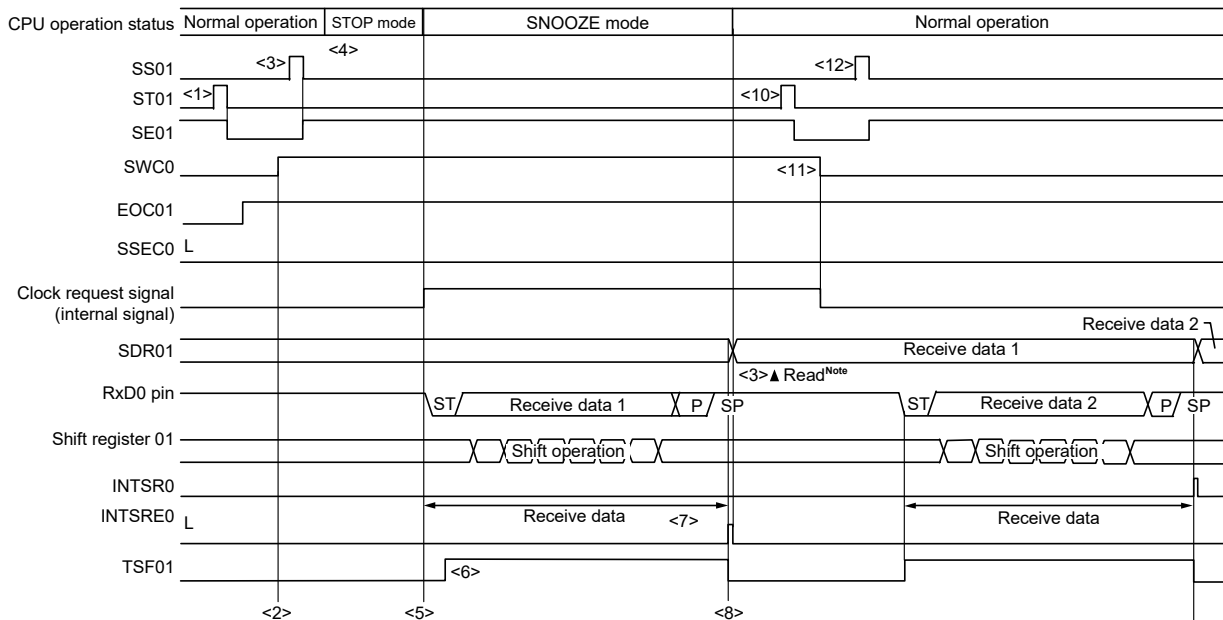 CPU operation status Normal operation STOP mode SNOOZE mode Normal operation
<4>
SS01 <3> <12>
ST01 <1> <10>
SE01
SWC0 <11>
EOC01
SSEC0 L
Clock request signal
(internal signal)
Receive data 2
SDR01 Receive data 1
<3>▲ Read Note
RxD0 pin ST Receive data 1 P SP ST Receive data 2 P SP
Shift register 01 Shift operation Shift operation
INTSR0
INTSRE0 L Receive data <7> Receive data
TSF01 <6>
<2> <5> <8>